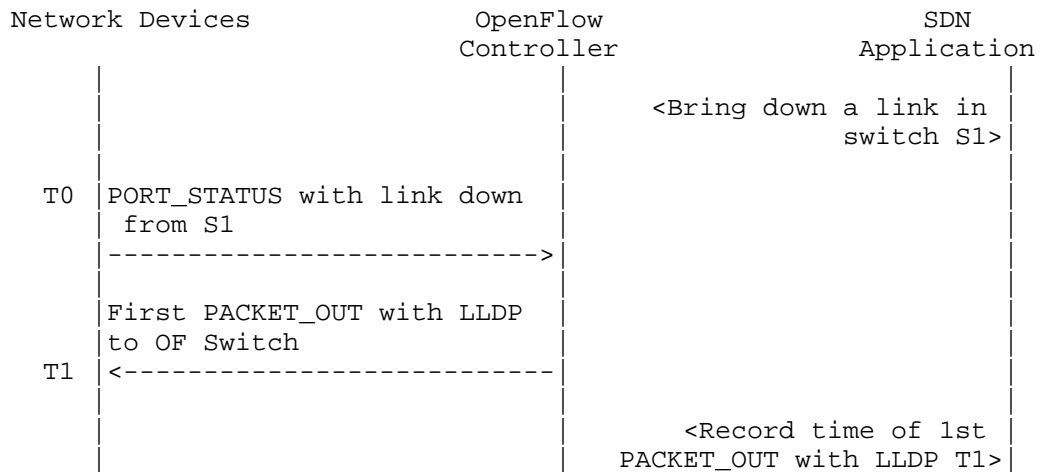 Network Devices OpenFlow SDN
Controller Application
<Bring down a link in
switch S1>
T0 PORT_STATUS with link down
from S1
---------------------------->
First PACKET_OUT with LLDP
to OF Switch
T1 <----------------------------
<Record time of 1st
PACKET_OUT with LLDP T1>